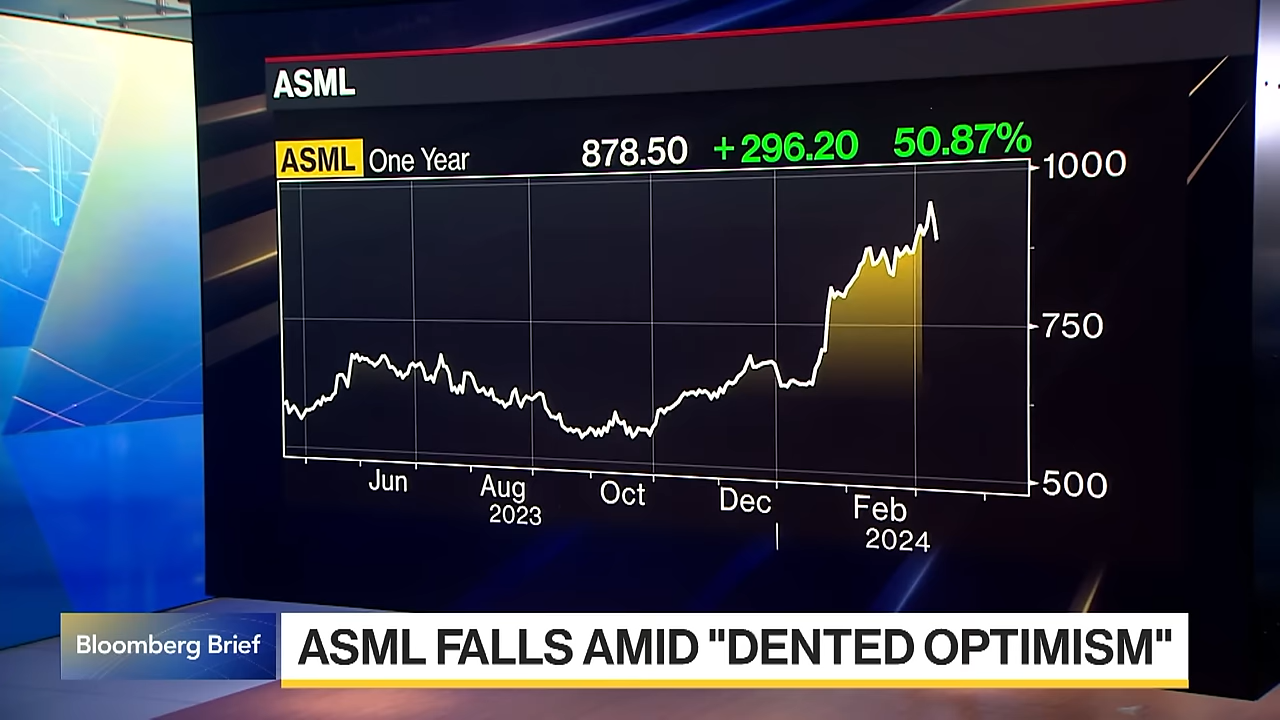 ASML
ASML One Year 878.50 +296.20 50.87%
1000
750
500
Jun Aug Oct Dec Feb
2023 2024
Bloomberg Brief
ASML FALLS AMID "DENTED OPTIMISM"